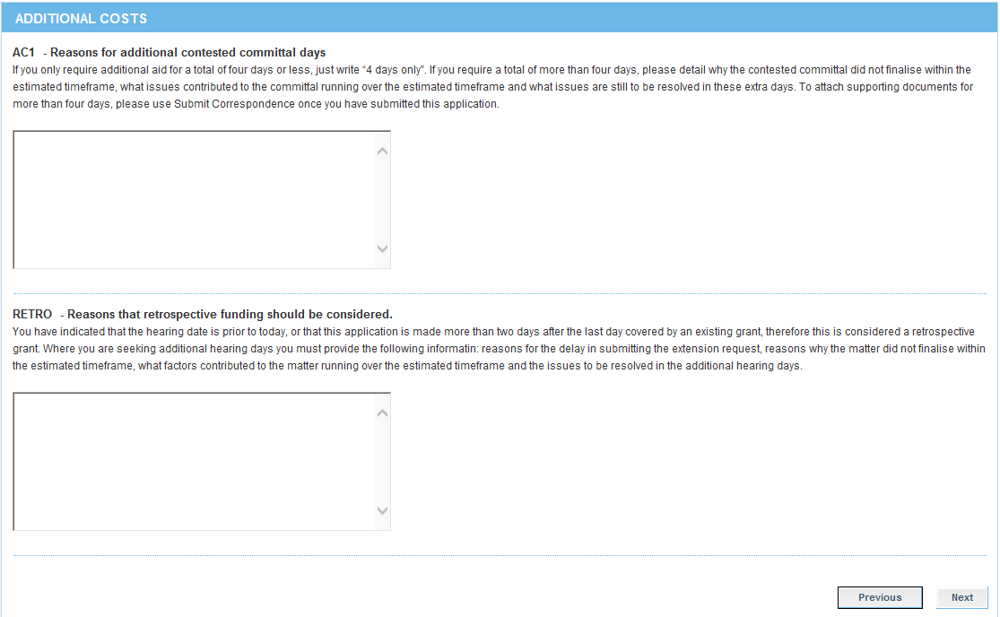 ADDITIONAL COSTS
AC1 - Reasons for additional contested committal days
If you only require additional aid for a total of four days or less, just write “4 days only”. If you require a total of more than four days, please detail why the contested committal did not finalise within the
estimated timeframe, what issues contributed to the committal running over the estimated timeframe and what issues are still to be resolved in these extra days. To attach supporting documents for
more than four days, please use Submit Correspondence once you have submitted this application.
RETRO - Reasons that retrospective funding should be considered.
You have indicated that the hearing date is prior to today, or that this application is made more than two days after the last day covered by an existing grant, therefore this is considered a retrospective
grant. Where you are seeking additional hearing days you must provide the following informatin: reasons for the delay in submitting the extension request, reasons why the matter did not finalise within
the estimated timeframe, what factors contributed to the matter running over the estimated timeframe and the issues to be resolved in the additional hearing days.
Previous Next